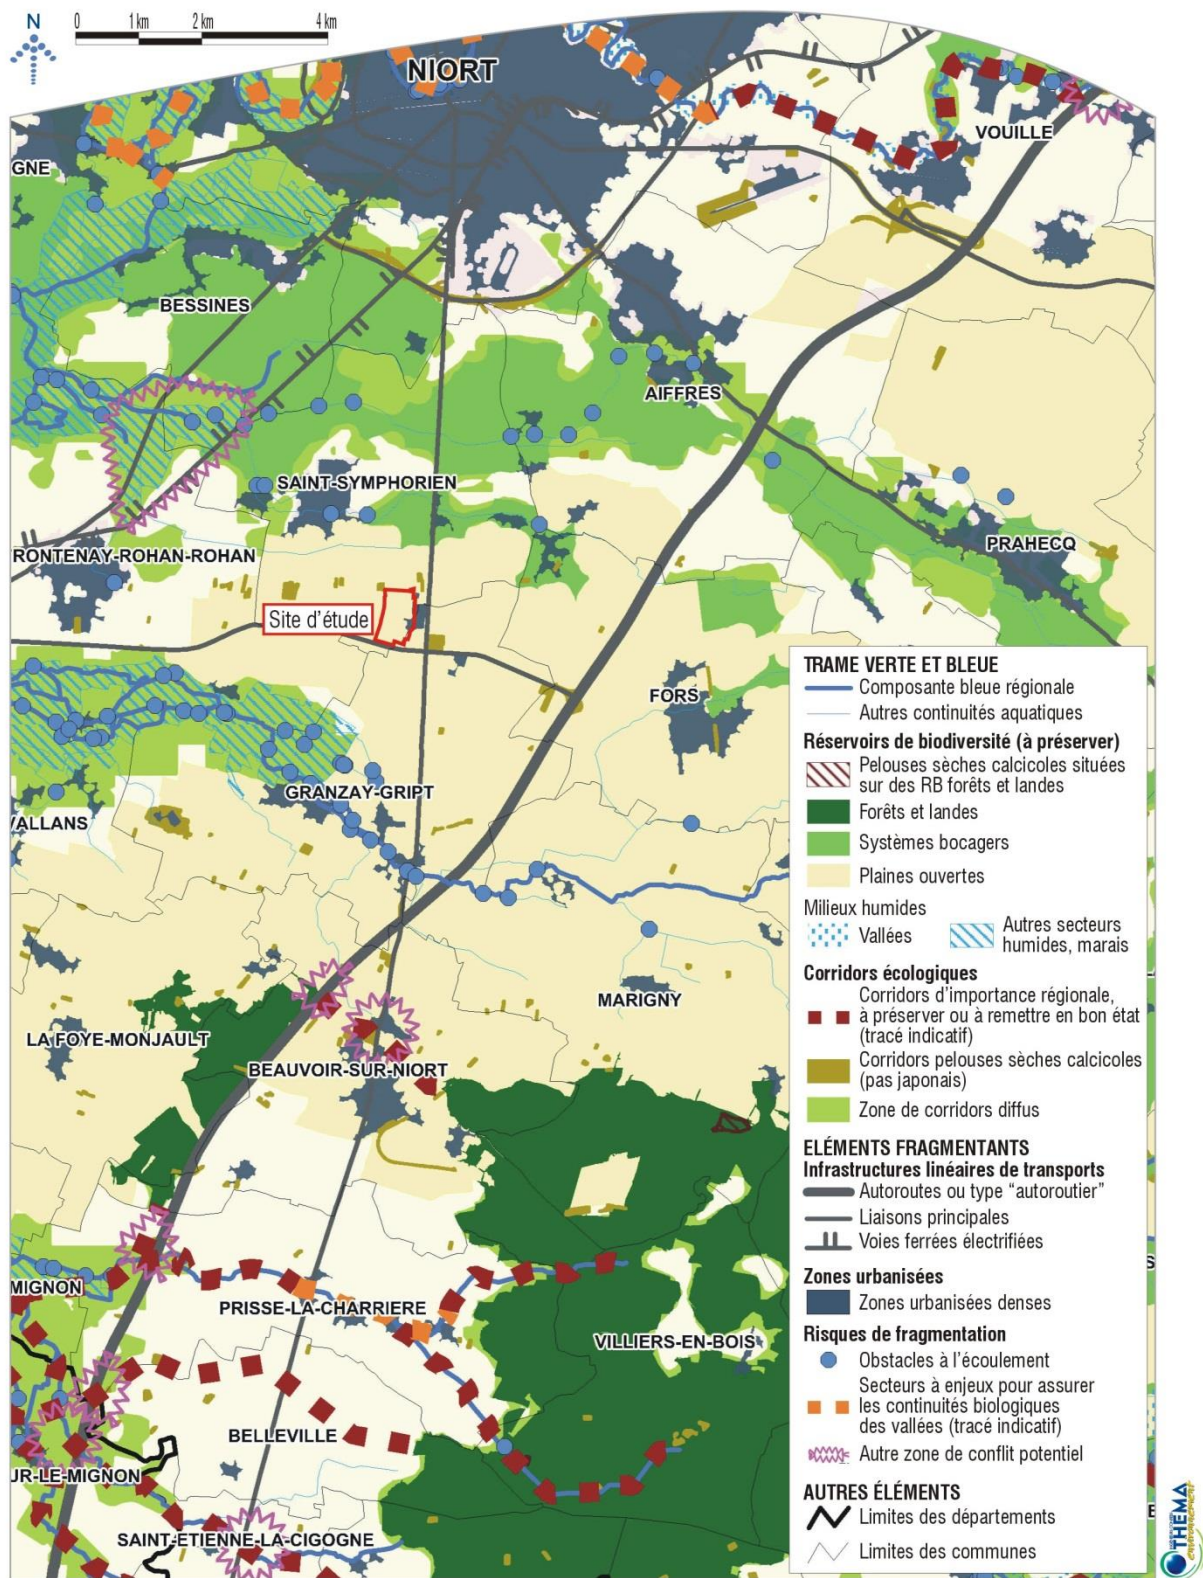 N
0 1 km 2 km 4 km
NIORT
VOUILLE
GNE
BESSINES
AIFFRES
SAINT-SYMPHORIEN
PRAHECQ
RONTENAY-ROHAN-ROHAN
Site d'étude
FORS
GRANZAY-GRIPT
VALLANS
MARIGNY
LA FOYE-MONJAULT
BEAUVOIR-SUR-NIORT
MIGNON
PRISSE-LA-CHARRIERE
VILLIERS-EN-BOIS
BELLEVILLE
UR-LE-MIGNON
SAINT-ETIENNE-LA-CIGOGNE
TRAME VERTE ET BLEUE
Composante bleue régionale
Autres continuités aquatiques
Réservoirs de biodiversité (à préserver)
Pelouses sèches calcicoles situées
sur des RB forêts et landes
Forêts et landes
Systèmes bocagers
Plaines ouvertes
Milieux humides
Vallées
Autres secteurs
humides, marais
Corridors écologiques
Corridors d'importance régionale,
à préserver ou à remettre en bon état
(tracé indicatif)
Corridors pelouses sèches calcicoles
(pas japonais)
Zone de corridors diffus
ELÉMENTS FRAGMENTANTS
Infrastructures linéaires de transports
Autoroutes ou type "autoroutier"
Liaisons principales
Voies ferrées électrifiées
Zones urbanisées
Zones urbanisées denses
Risques de fragmentation
Obstacles à l'écoulement
Secteurs à enjeux pour assurer
les continuités biologiques
des vallées (tracé indicatif)
Autre zone de conflit potentiel
AUTRES ÉLÉMENTS
Limites des départements
Limites des communes
THEMA